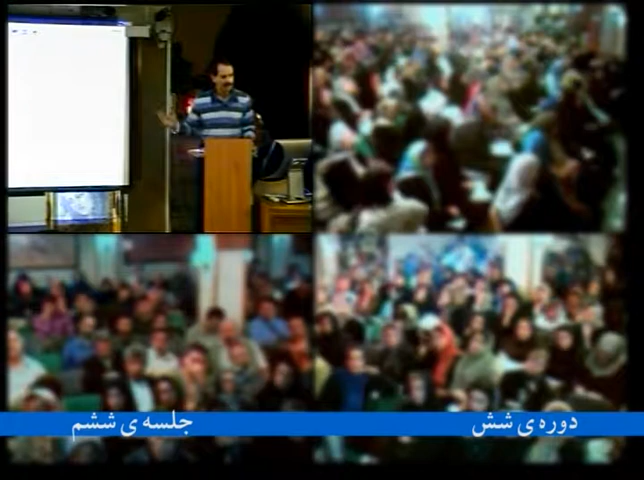 دوره ی شش
جلسه ی ششم